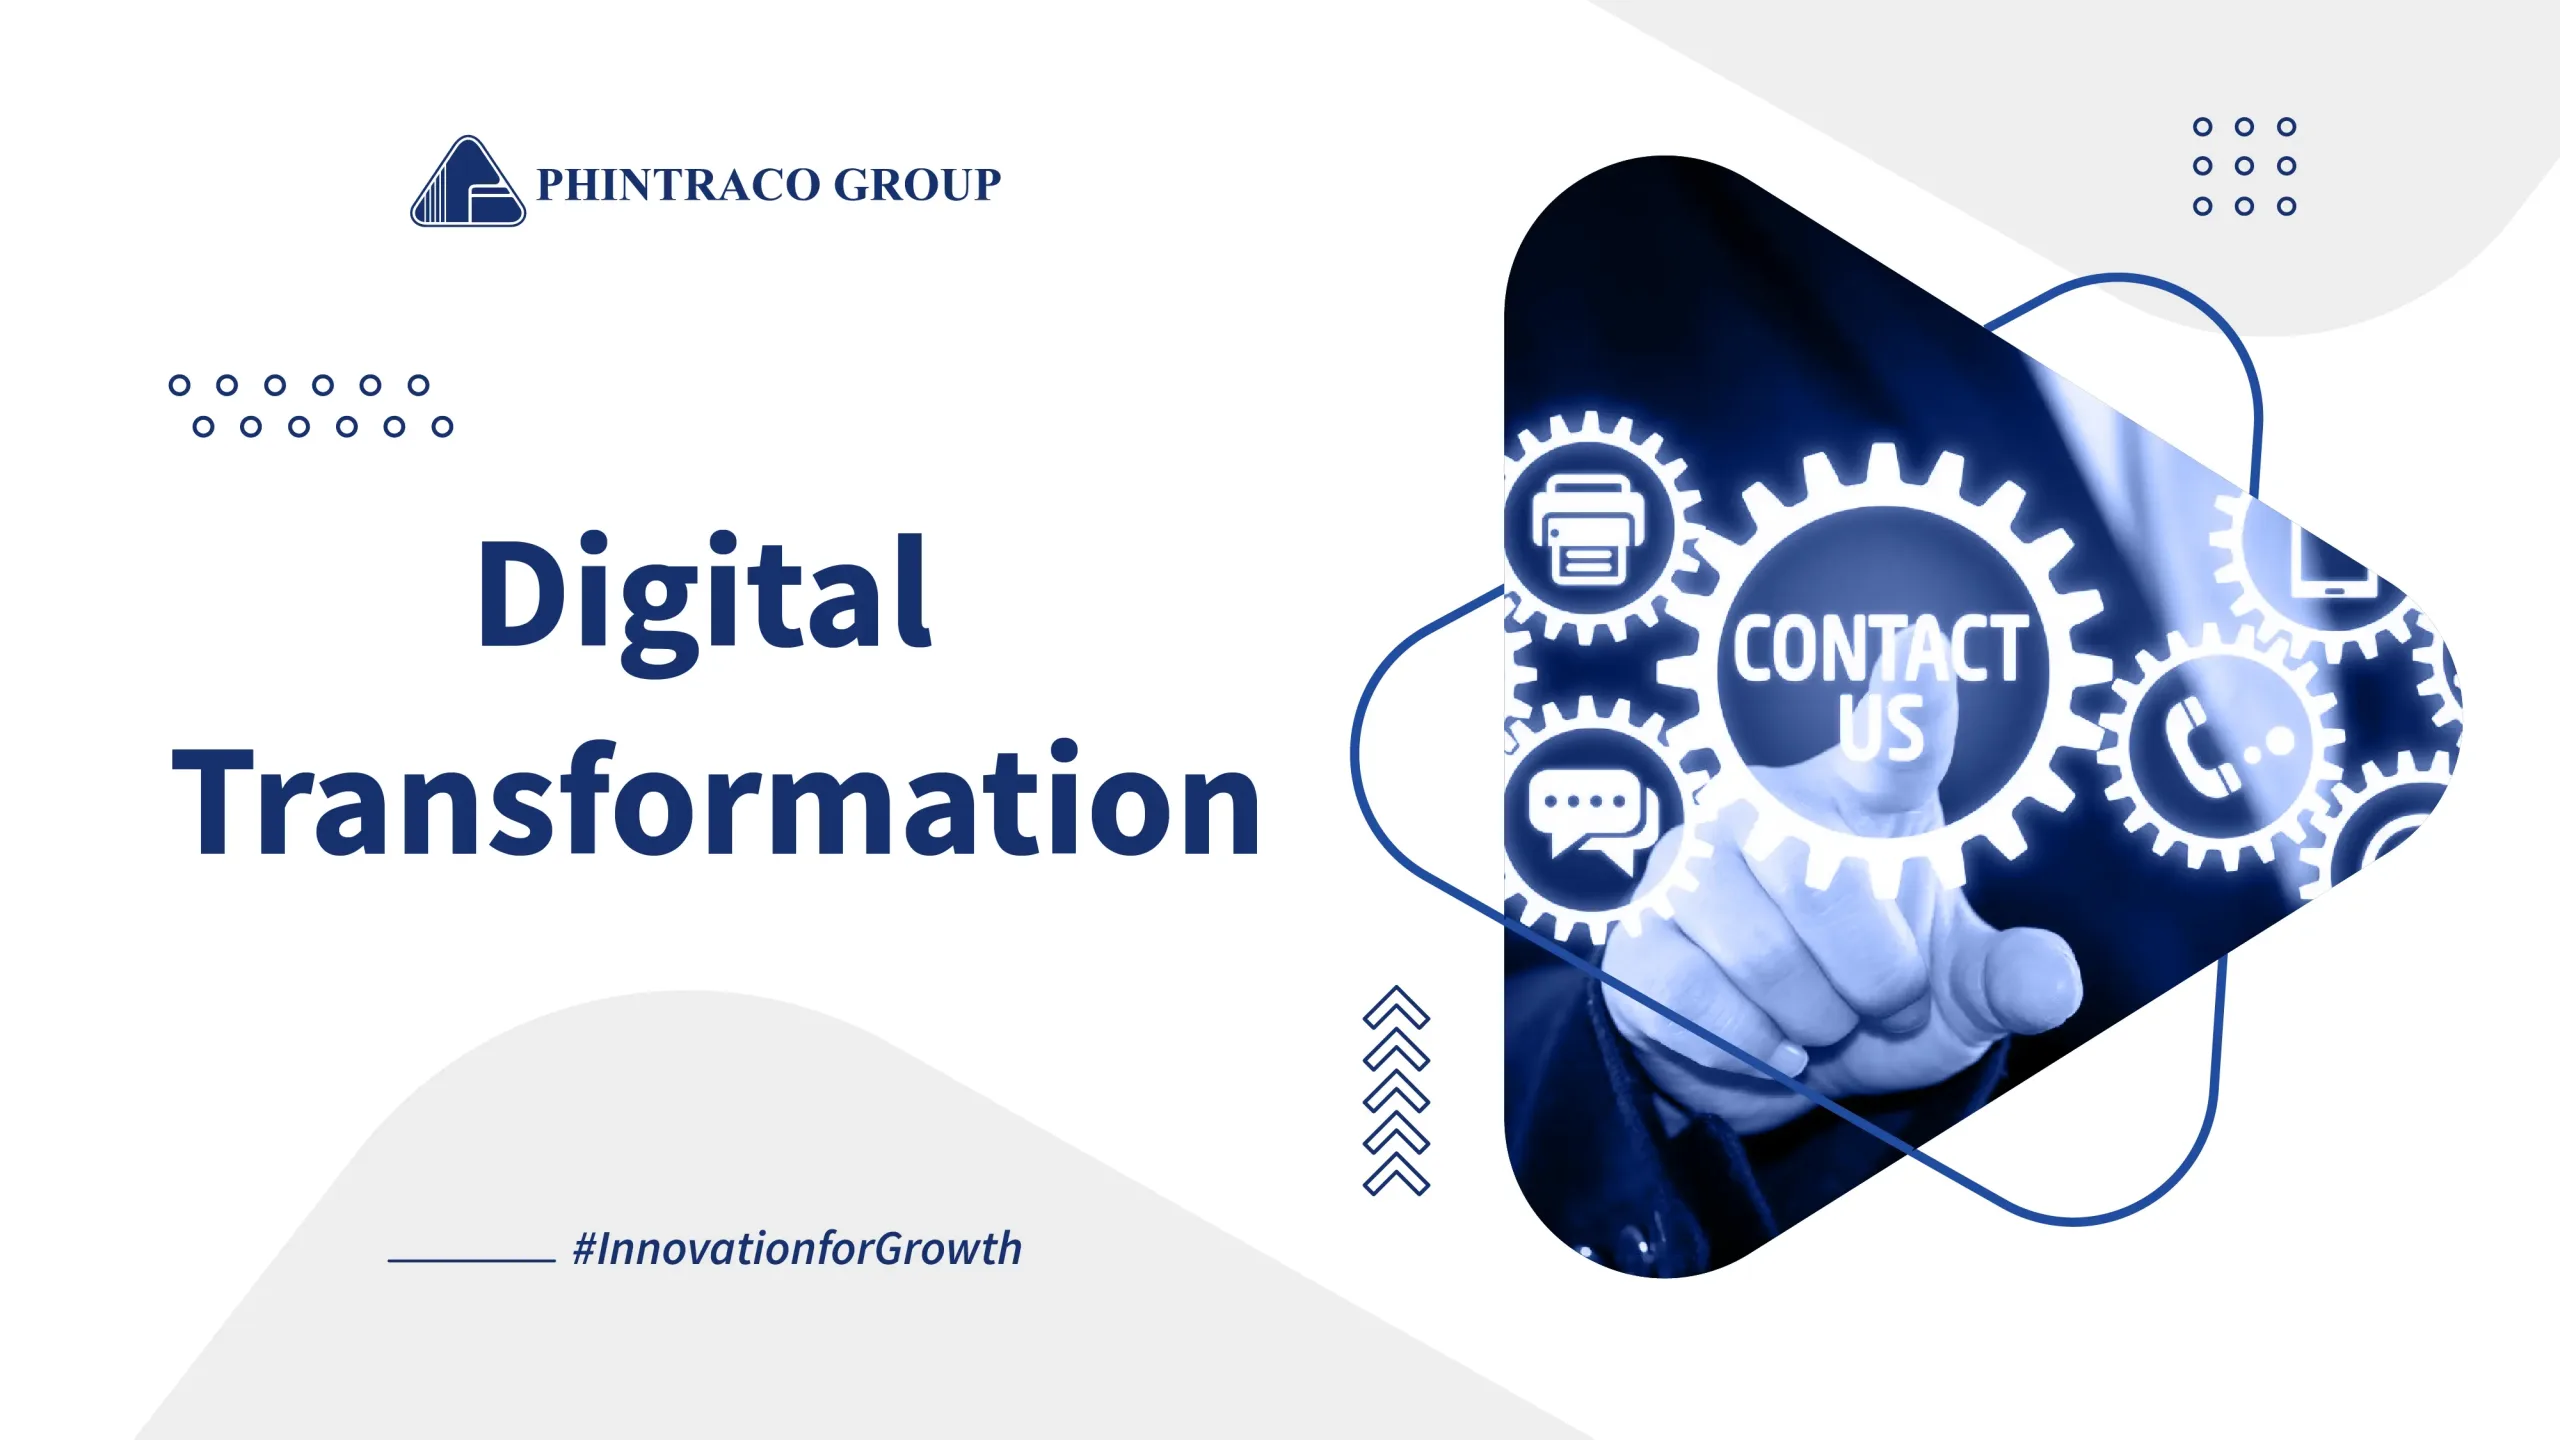 PHINTRACO GROUP
Digital
Transformation
#InnovationforGrowth
CONTACT
US